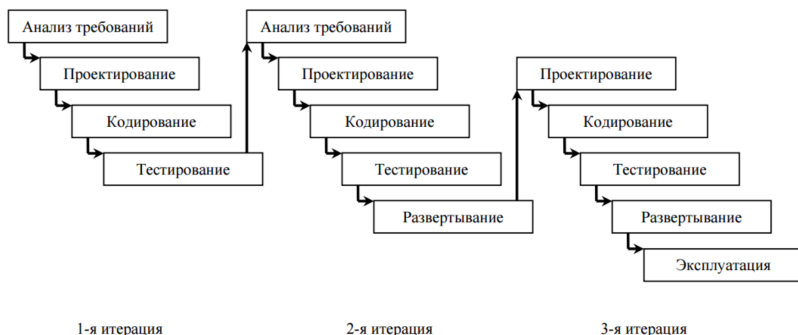 Анализ требований
Проектирование
Кодирование
Тестирование
Анализ требований
Проектирование
Кодирование
Тестирование
Развертывание
Проектирование
Кодирование
Тестирование
Развертывание
Эксплуатация
1-я итерация
2-я итерация
3-я итерация